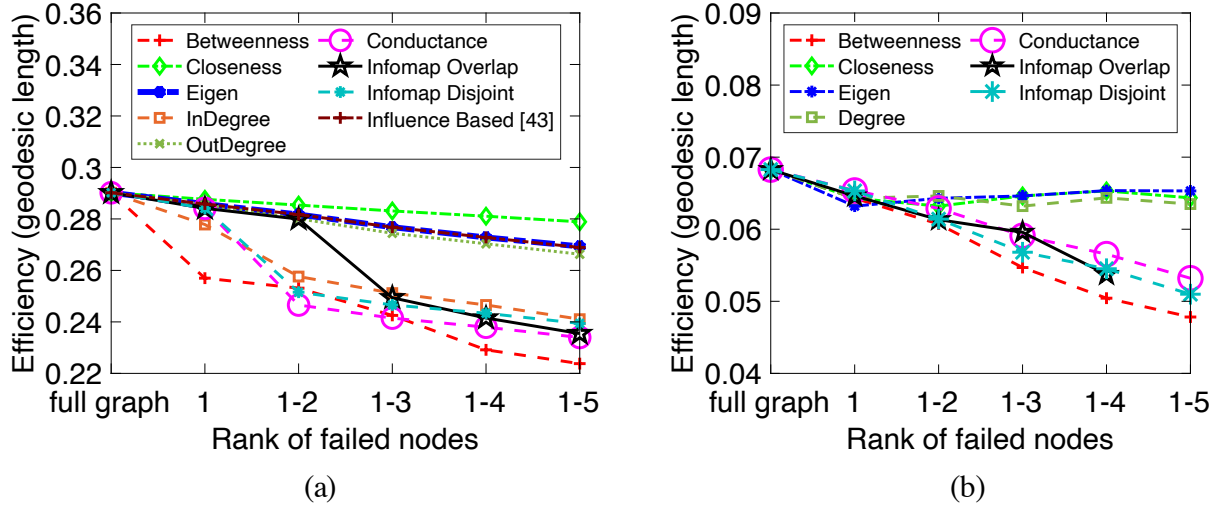 0.36
0.34
0.32
0.3
0.28
0.26
0.24
0.22
Efficiency (geodesic length)
Betweenness
Closeness
Eigen
InDegree
OutDegree
Conductance
Infomap Overlap
Infomap Disjoint
Influence Based [43]
full graph 1 1-2 1-3 1-4 1-5
Rank of failed nodes
(a)
0.09
0.08
0.07
0.06
0.05
0.04
Efficiency (geodesic length)
Betweenness
Closeness
Eigen
Degree
Conductance
Infomap Overlap
Infomap Disjoint
full graph 1 1-2 1-3 1-4 1-5
Rank of failed nodes
(b)